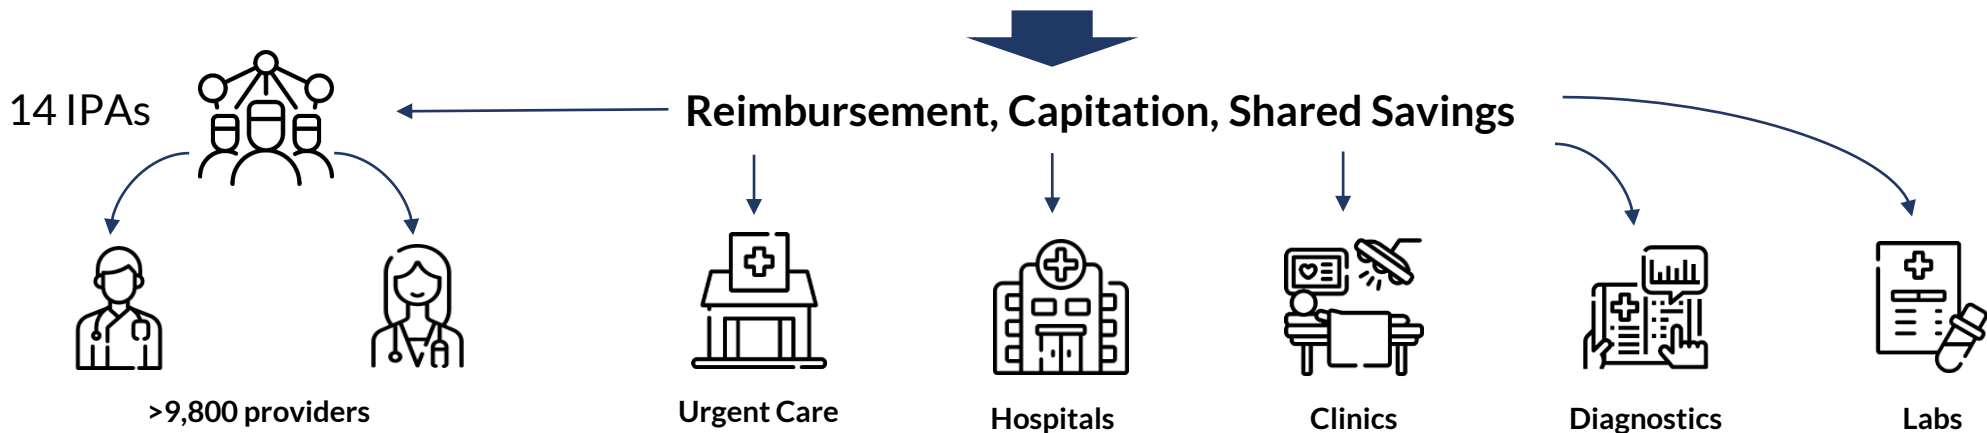 14 IPAs
Reimbursement, Capitation, Shared Savings
>9,800 providers
Urgent Care
Hospitals
Clinics
Diagnostics
Labs